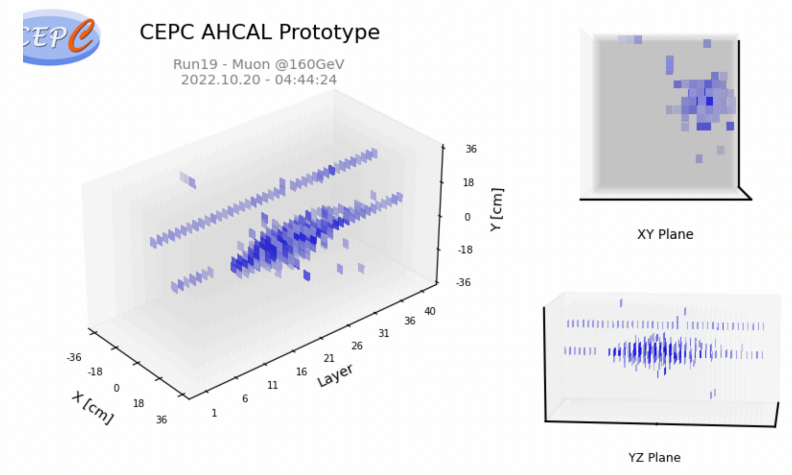 CEPC
CEPC AHCAL Prototype
Run19 - Muon @160GeV
2022.10.20 - 04:44:24
36
18
0
-18
-36
Y [cm]
-36
-18
0
18
36
X [cm]
1
6
11
16
21
26
31
36
40
Layer
XY Plane
YZ Plane